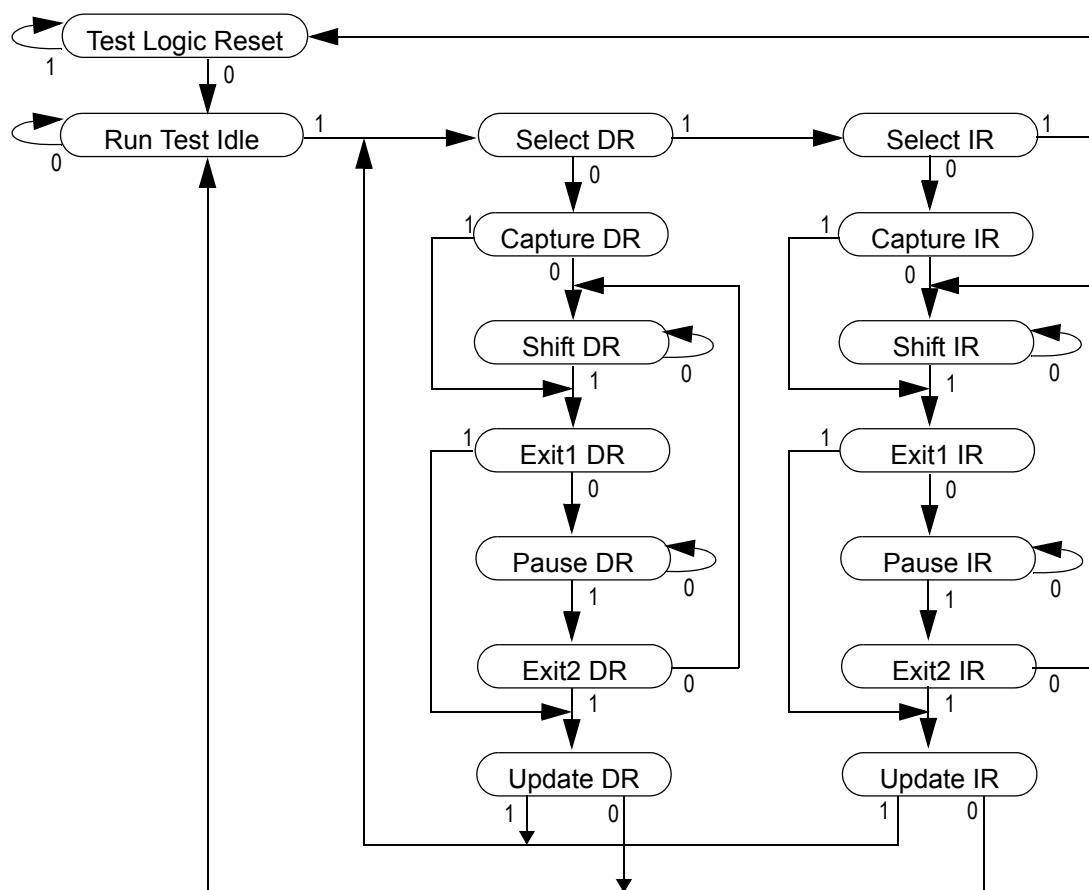 Test Logic Reset
1
0
Run Test Idle
1
Select DR
1
Select IR
1
0
0
0
1
Capture DR
1
Capture IR
0
0
Shift DR
0
Shift IR
0
1
1
1
Exit1 DR
1
Exit1 IR
0
0
Pause DR
0
Pause IR
0
1
1
Exit2 DR
0
Exit2 IR
0
1
1
Update DR
Update IR
1
0
1
0